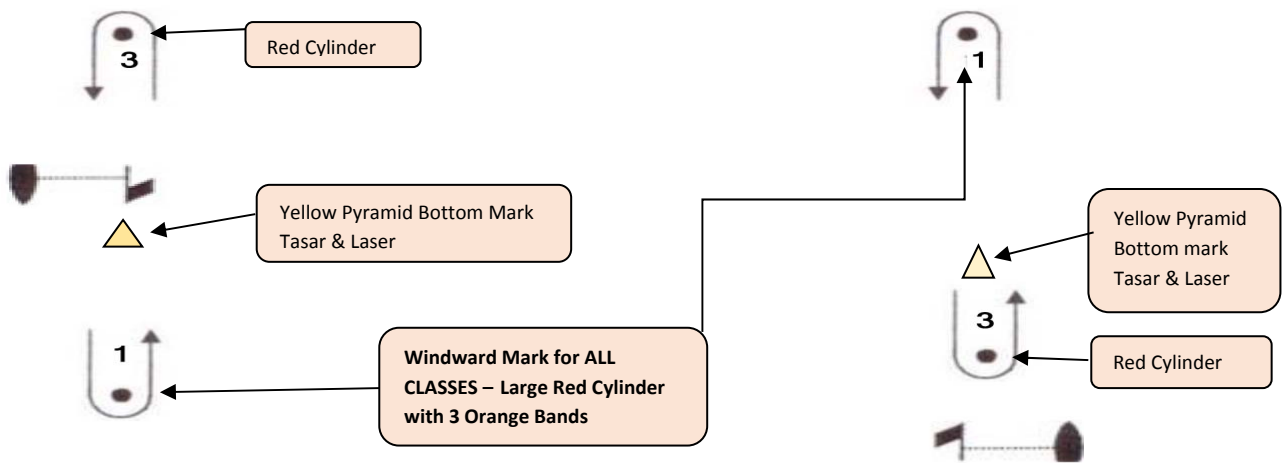 3
Red Cylinder
1
Yellow Pyramid Bottom Mark
Tasar & Laser
Yellow Pyramid
Bottom mark
Tasar & Laser
1
3
Windward Mark for ALL
CLASSES – Large Red Cylinder
with 3 Orange Bands
Red Cylinder